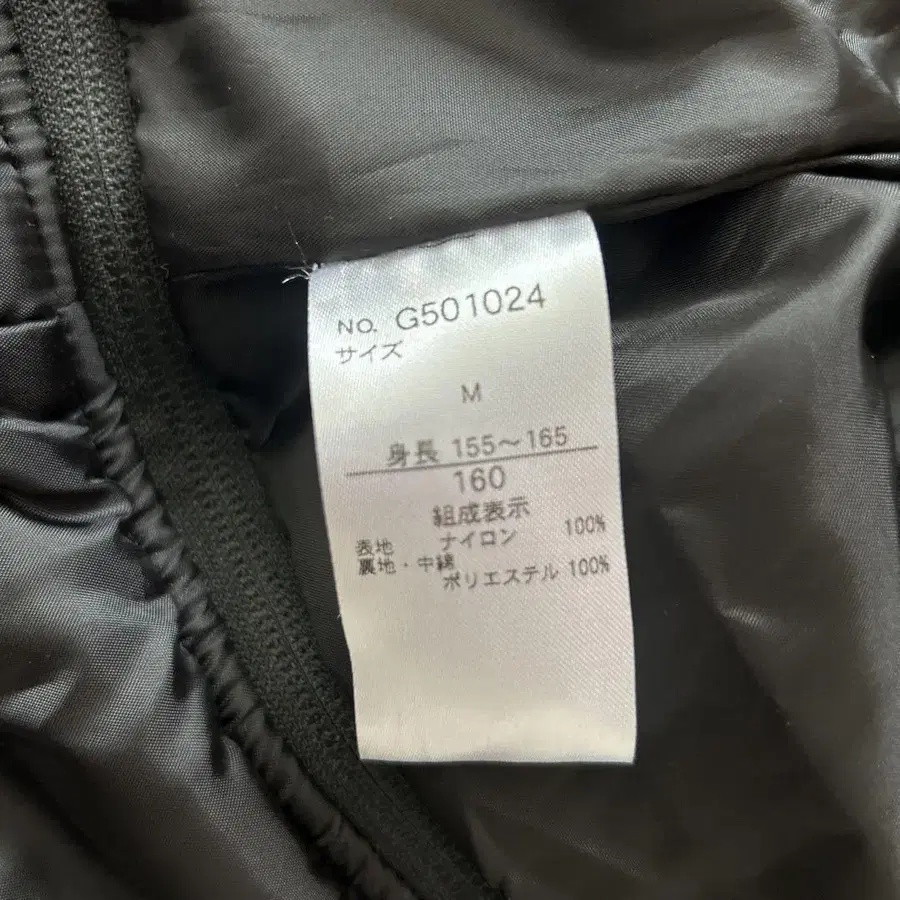 NO. G501024
サイズ
M
身長 155～165
160
組成表示
表地 ナイロン 100%
裏地・中綿
ポリエステル 100%